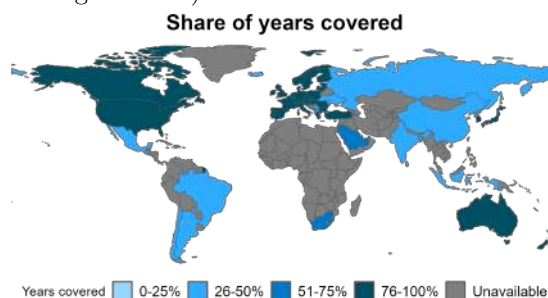 Share of years covered
Years covered 0-25% 26-50% 51-75% 76-100% Unavailable